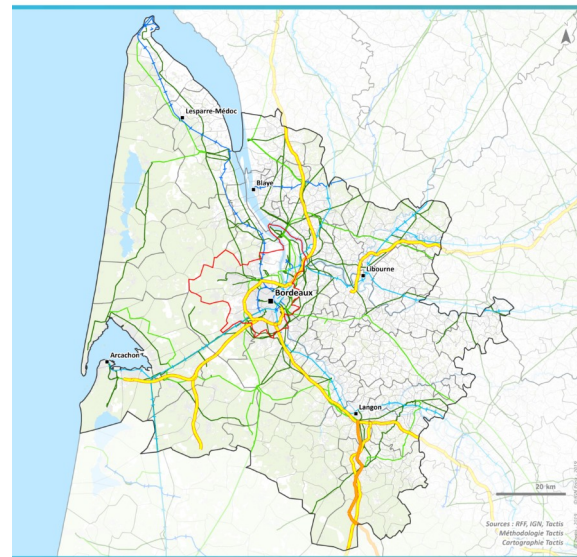 Lesparre-Médoc
Blaye
Libourne
Bordeaux
Arcachon
Langon
20 km
Sources : RFF, IGN, Tactis
Méthodologie Tactis
Cartographie Tactis